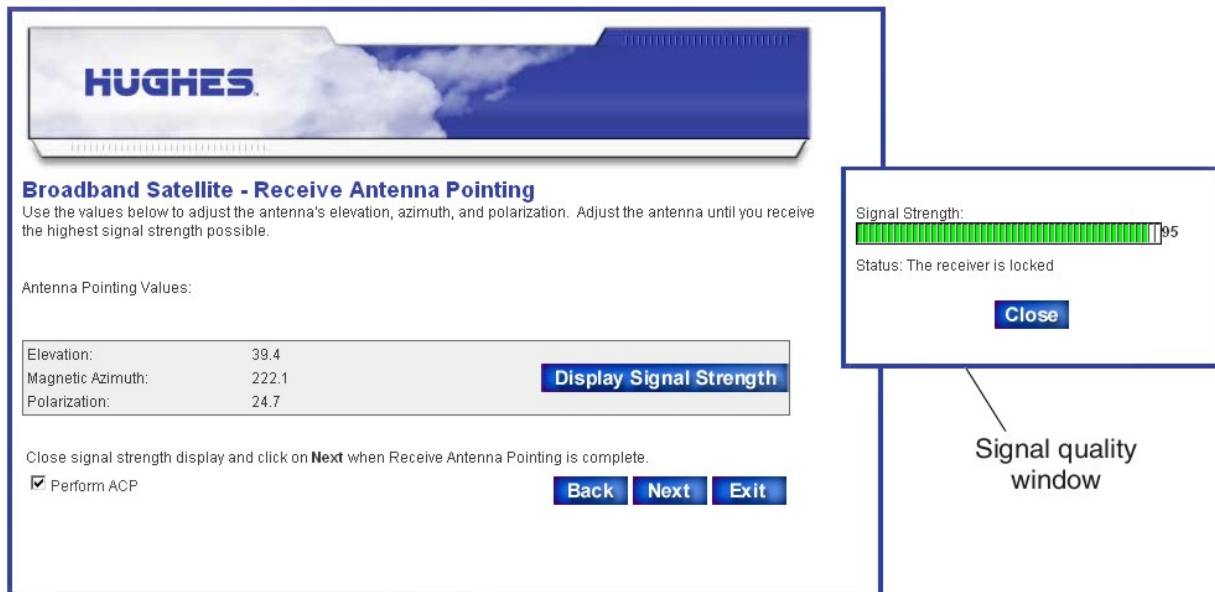 HUGHES
Broadband Satellite - Receive Antenna Pointing
Use the values below to adjust the antenna's elevation, azimuth, and polarization. Adjust the antenna until you receive
the highest signal strength possible.
Antenna Pointing Values:
Elevation: 39.4
Magnetic Azimuth: 222.1
Polarization: 24.7
Display Signal Strength
Close signal strength display and click on Next when Receive Antenna Pointing is complete.
Perform ACP
Back Next Exit
Signal Strength:
95
Status: The receiver is locked
Close
Signal quality
window